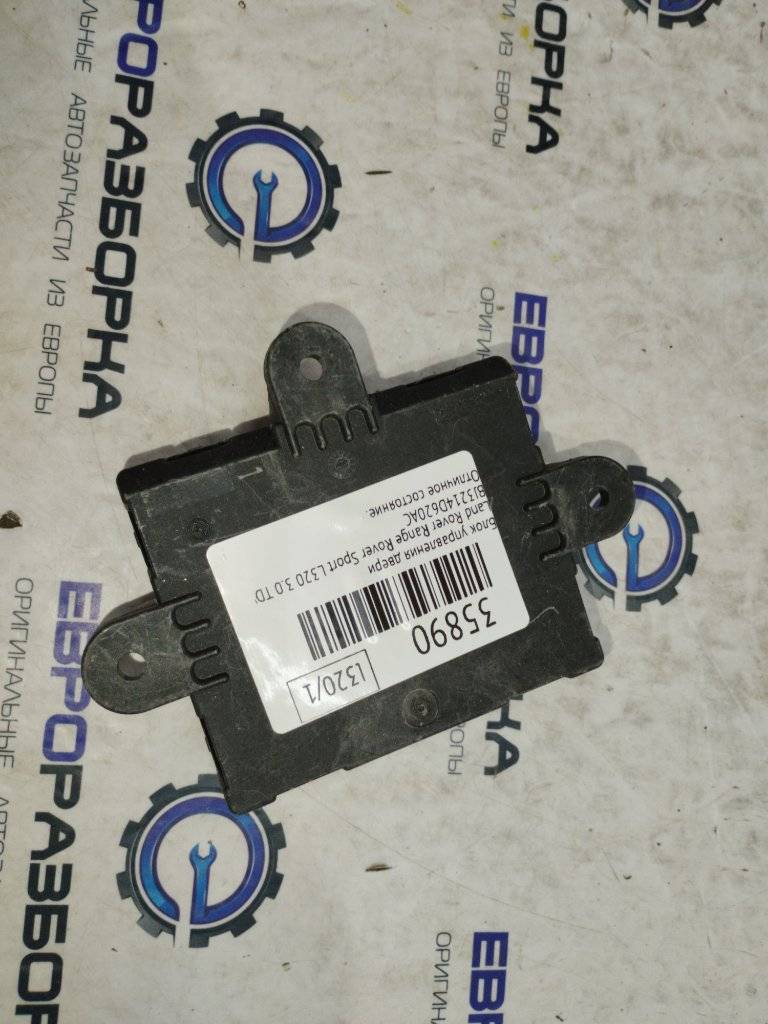 ЕВРОРАЗБОРКА
ОРИГИНАЛЬНЫЕ АВТОЗАПЧАСТИ ИЗ ЕВРОПЫ
L320/1
35890
Блок управления двери
Land Rover Range Rover Sport L320 3.0 TD
BJ3214D620AC
Отличное состояние.